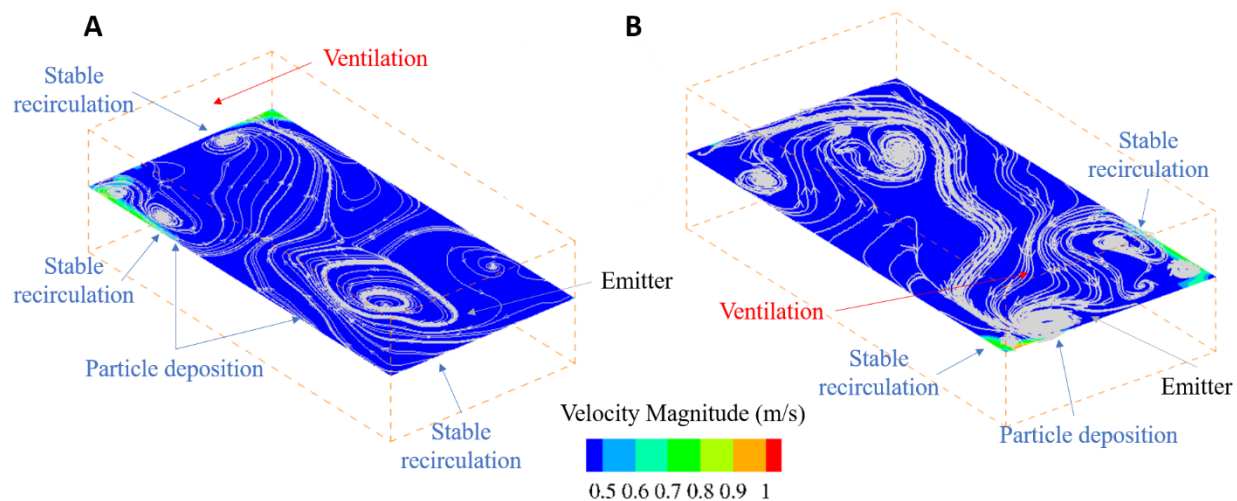 A
Ventilation
Stable
recirculation
Stable
recirculation
Particle deposition
Emitter
Stable
recirculation
B
Stable
recirculation
Ventilation
Stable
recirculation
Emitter
Particle deposition
Velocity Magnitude (m/s)
0.5 0.6 0.7 0.8 0.9 1